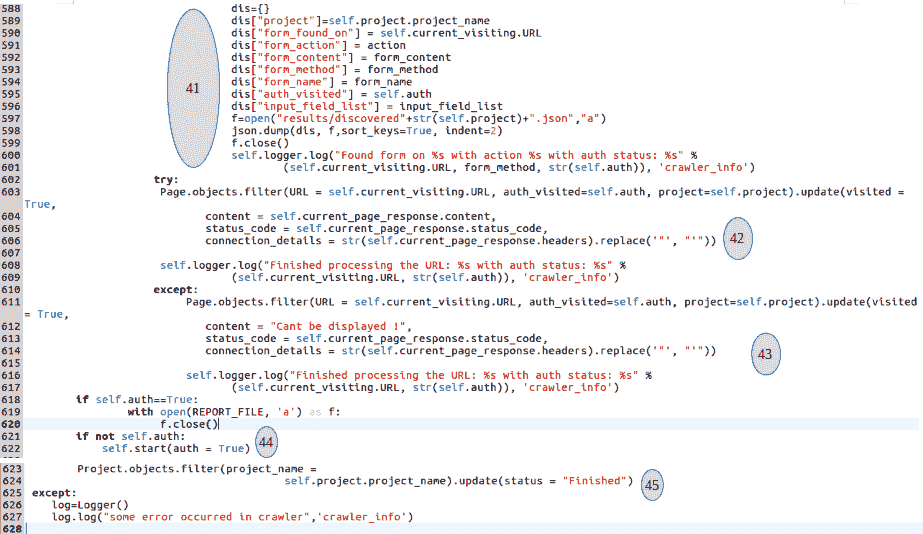 588 dis={}
589 dis["project"]=self.project.project_name
590 dis["form_found_on"] = self.current_visiting.URL
591 dis["form_action"] = action
592 dis["form_content"] = form_content
593 dis["form_method"] = form_method
594 dis["form_name"] = form_name
595 dis["auth_visited"] = self.auth
596 dis["input_field_list"] = input_field_list
597 f=open("results/discovered"+str(self.project)+".json","a")
598 json.dump(dis, f,sort_keys=True, indent=2)
599 f.close()
600 self.logger.log("Found form on %s with action %s with auth status: %s" %
601 (self.current_visiting.URL, form_method, str(self.auth)), 'crawler_info')
41
602 try:
603 Page.objects.filter(URL = self.current_visiting.URL, auth_visited=self.auth, project=self.project).update(visited =
True,
604 content = self.current_page_response.content,
605 status_code = self.current_page_response.status_code,
606 connection_details = str(self.current_page_response.headers).replace('"', "'"))
42
607
608 self.logger.log("Finished processing the URL: %s with auth status: %s" %
609 (self.current_visiting.URL, str(self.auth)), 'crawler_info')
610 except:
611 Page.objects.filter(URL = self.current_visiting.URL, auth_visited=self.auth, project=self.project).update(visited
= True,
612 content = "Cant be displayed !",
613 status_code = self.current_page_response.status_code,
614 connection_details = str(self.current_page_response.headers).replace('"', "'"))
43
615
616 self.logger.log("Finished processing the URL: %s with auth status: %s" %
617 (self.current_visiting.URL, str(self.auth)), 'crawler_info')
618 if self.auth==True:
619 with open(REPORT_FILE, 'a') as f:
620 f.close()
621 if not self.auth:
622 self.start(auth = True)
44
623 Project.objects.filter(project_name =
624 self.project.project_name).update(status = "Finished")
45
625 except:
626 log=Logger()
627 log.log("some error occurred in crawler",'crawler_info')
628